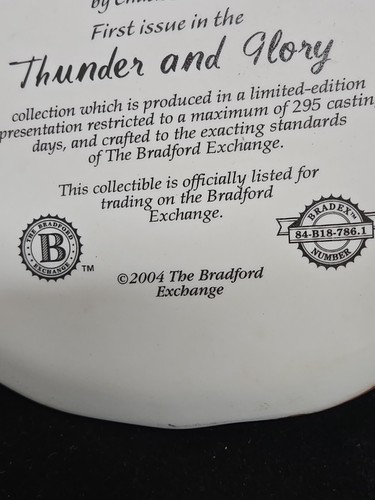 by
First issue in the
Thunder and Glory
collection which is produced in a limited-edition
presentation restricted to a maximum of 295 casting
days, and crafted to the exacting standards
of The Bradford Exchange.
This collectible is officially listed for
trading on the Bradford
Exchange.
THE BRADFORD
B
EXCHANGE
TM
BRADEX™
84-B18-786.1
NUMBER
©2004 The Bradford
Exchange